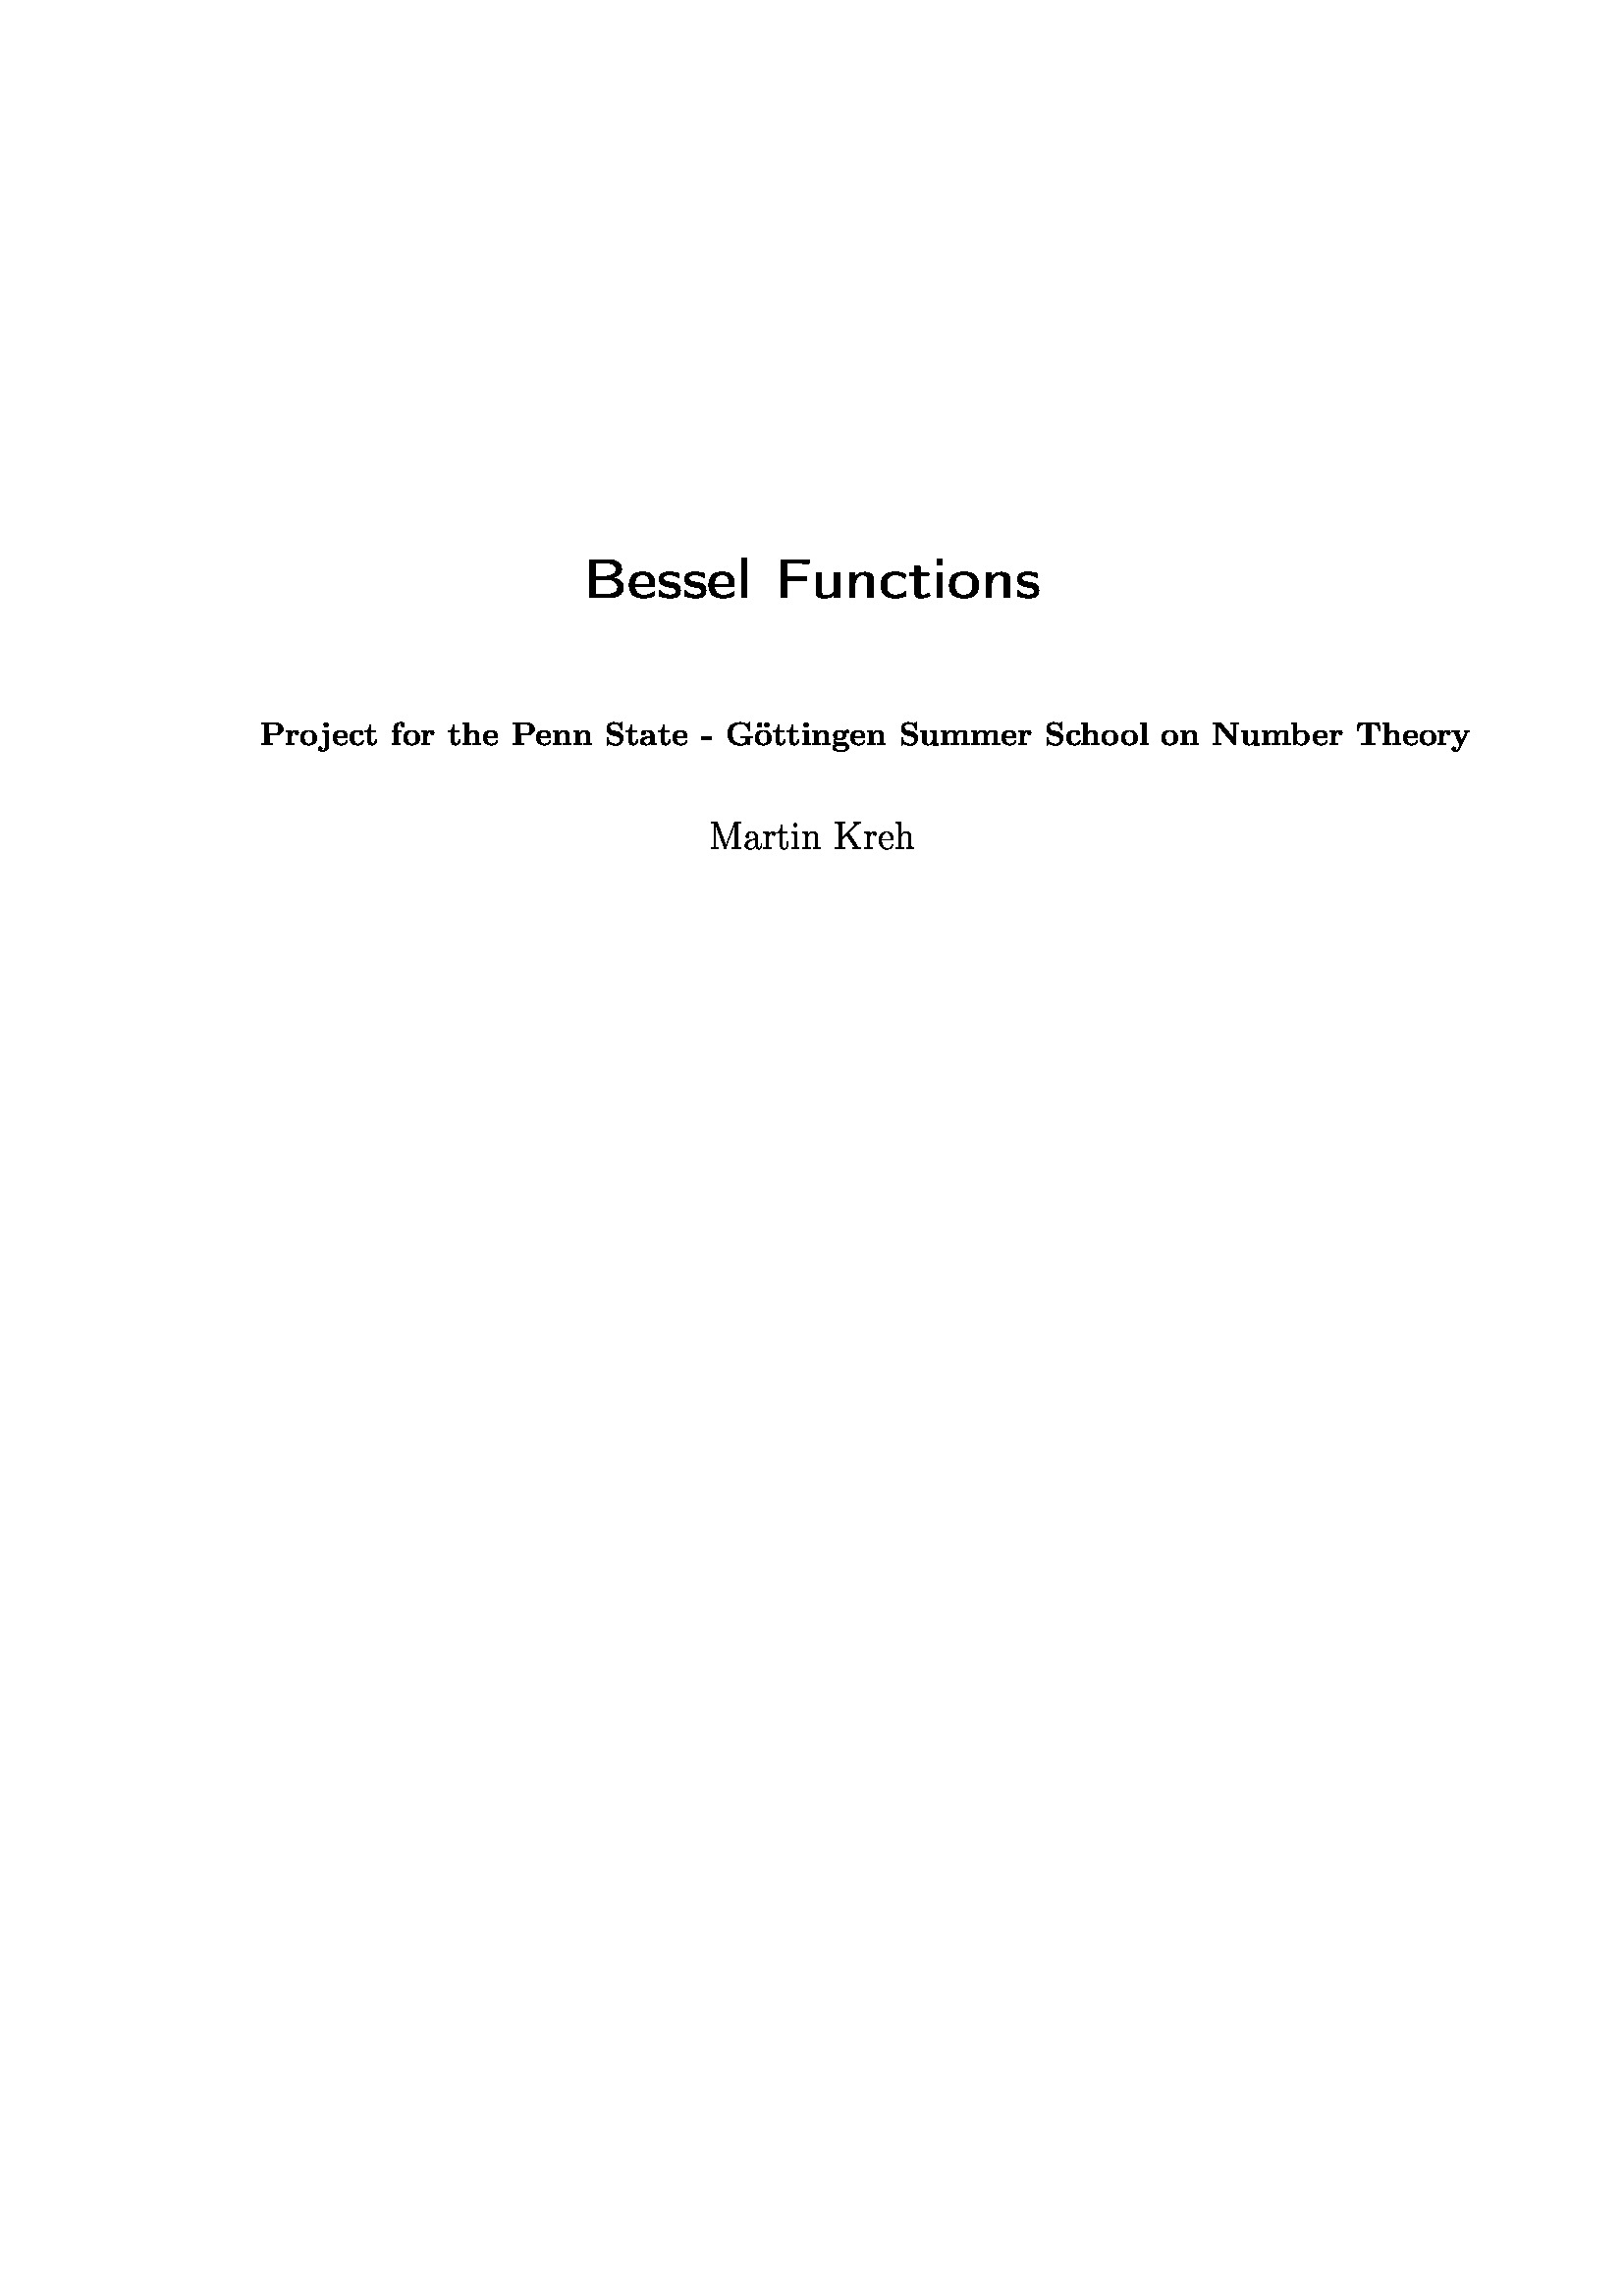 Bessel Functions
Project for the Penn State - Göttingen Summer School on Number Theory
Martin Kreh